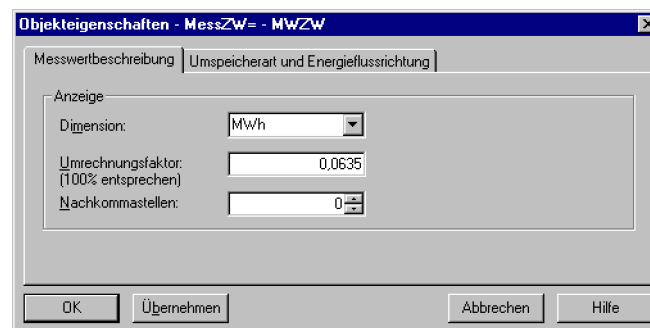 Objekteigenschaften - MessZW= - MWZW
Messwertbeschreibung Umspeicherart und Energieflussrichtung
Anzeige
Dimension: MWh
Umrechnungsfaktor: 0,0635
(100% entsprechen)
Nachkommastellen: 0
OK Übernehmen Abbrechen Hilfe